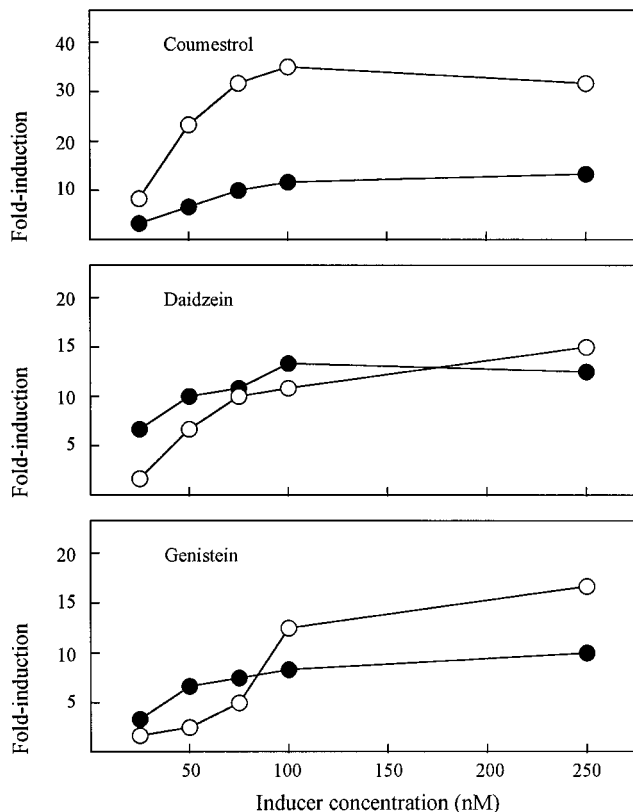 Coumestrol
40
30
20
10
Fold-induction
Daidzein
20
15
10
5
Fold-induction
Genistein
20
15
10
5
Fold-induction
50 100 150 200 250
Inducer concentration (nM)